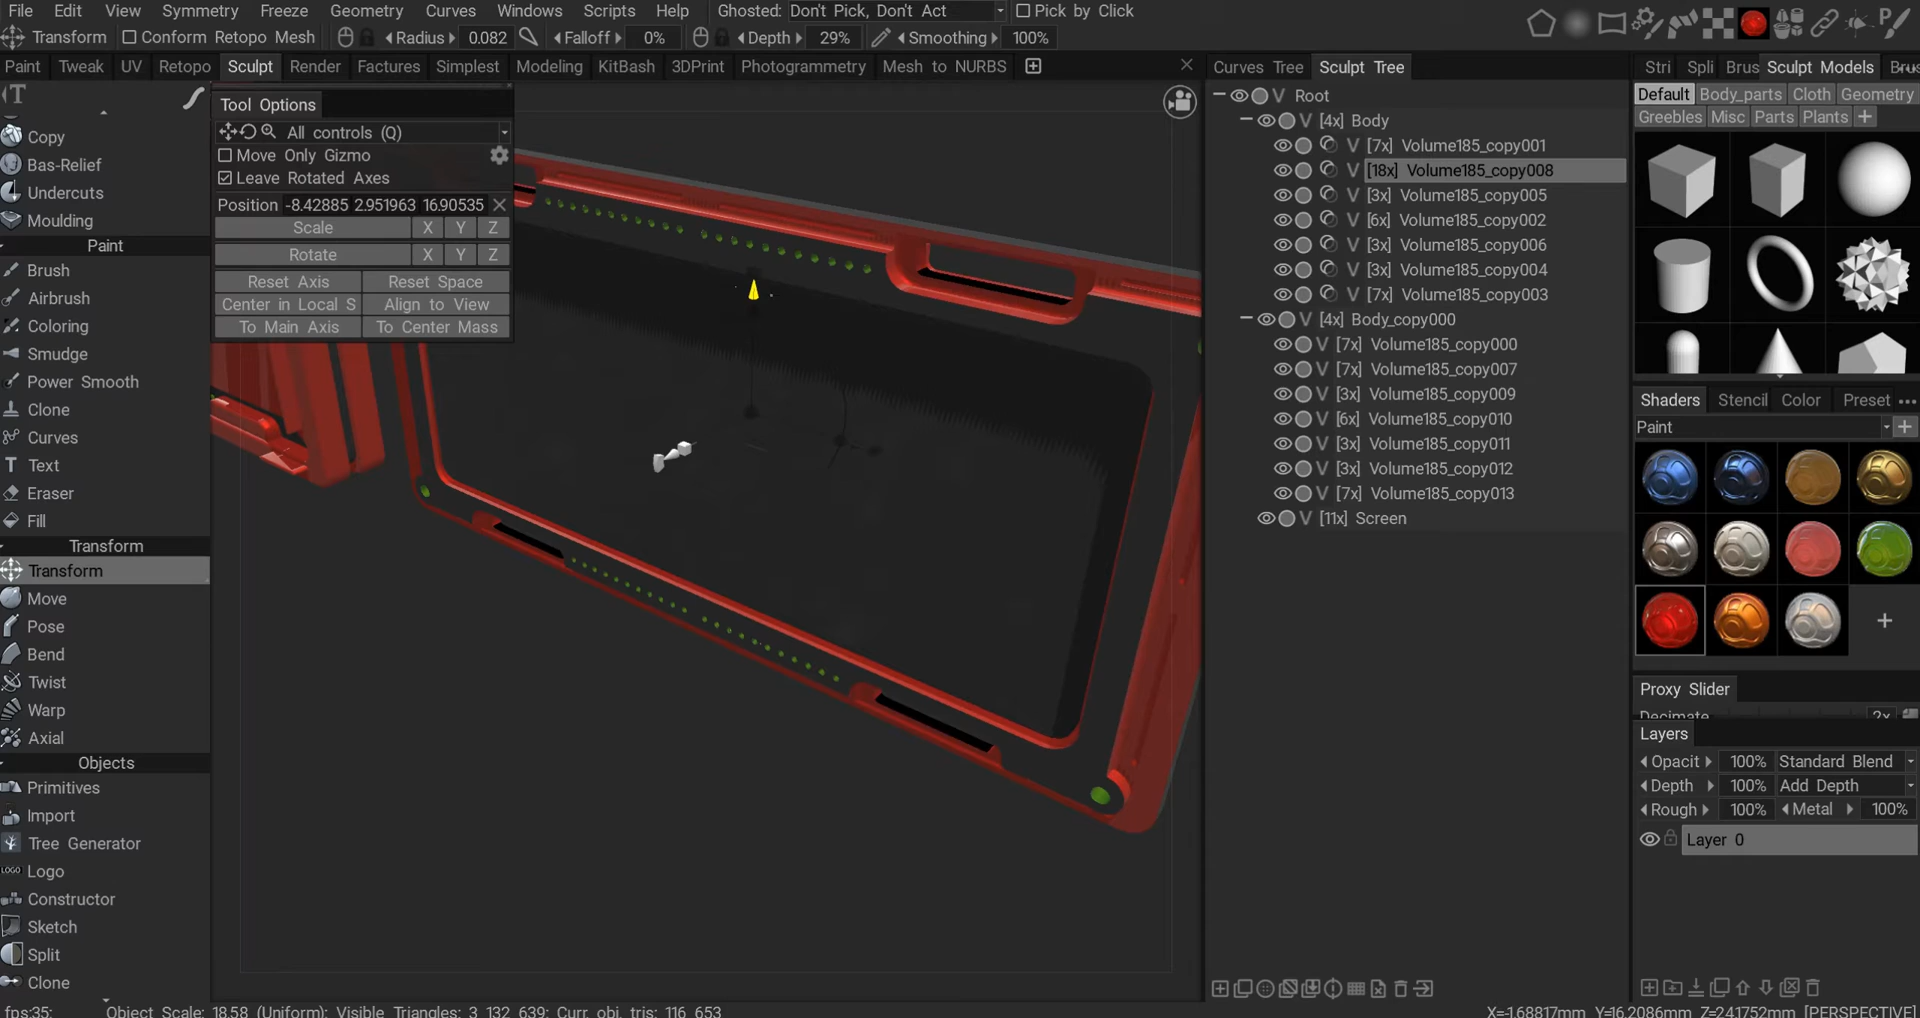 File Edit View Symmetry Freeze Geometry Curves Windows Scripts Help Ghosted: Don't Pick, Don't Act Pick by Click
Transform Conform Retopo Mesh Radius 0.082 Falloff 0% Depth 29% Smoothing 100%
Paint Tweak UV Retopo Sculpt Render Factures Simplest Modeling KitBash 3DPrint Photogrammetry Mesh to NURBS
Copy
Bas-Relief
Undercuts
Moulding
Paint
Brush
Airbrush
Coloring
Smudge
Power Smooth
Clone
Curves
Text
Eraser
Fill
Transform
Transform
Move
Pose
Bend
Twist
Warp
Axial
Objects
Primitives
Import
Tree Generator
LOGO Logo
Constructor
Sketch
Split
Clone
Tool Options
All controls (Q)
Move Only Gizmo
Leave Rotated Axes
Position -8.42885 2.951963 16.90535
Scale X Y Z
Rotate X Y Z
Reset Axis Reset Space
Center in Local S Align to View
To Main Axis To Center Mass
Curves Tree Sculpt Tree
V Root
V [4x] Body
V [7x] Volume185_copy001
V [18x] Volume185_copy008
V [3x] Volume185_copy005
V [6x] Volume185_copy002
V [3x] Volume185_copy006
V [3x] Volume185_copy004
V [7x] Volume185_copy003
V [4x] Body_copy000
V [7x] Volume185_copy000
V [7x] Volume185_copy007
V [3x] Volume185_copy009
V [6x] Volume185_copy010
V [3x] Volume185_copy011
V [3x] Volume185_copy012
V [7x] Volume185_copy013
V [11x] Screen
Stri Spli Brus Sculpt Models
Default Body_parts Cloth Geometry
Greebles Misc Parts Plants
Shaders Stencil Color Preset
Paint
Proxy Slider
Decimate 2x
Layers
Opacit 100% Standard Blend
Depth 100% Add Depth
Rough 100% Metal 100%
Layer 0
fps:35; Object Scale: 18.58 (Uniform); Visible Triangles: 3 132 639; Curr. obj. tris: 116 653
X=-1.68817mm Y=16.2086mm Z=241752mm [PERSPECTIVE]